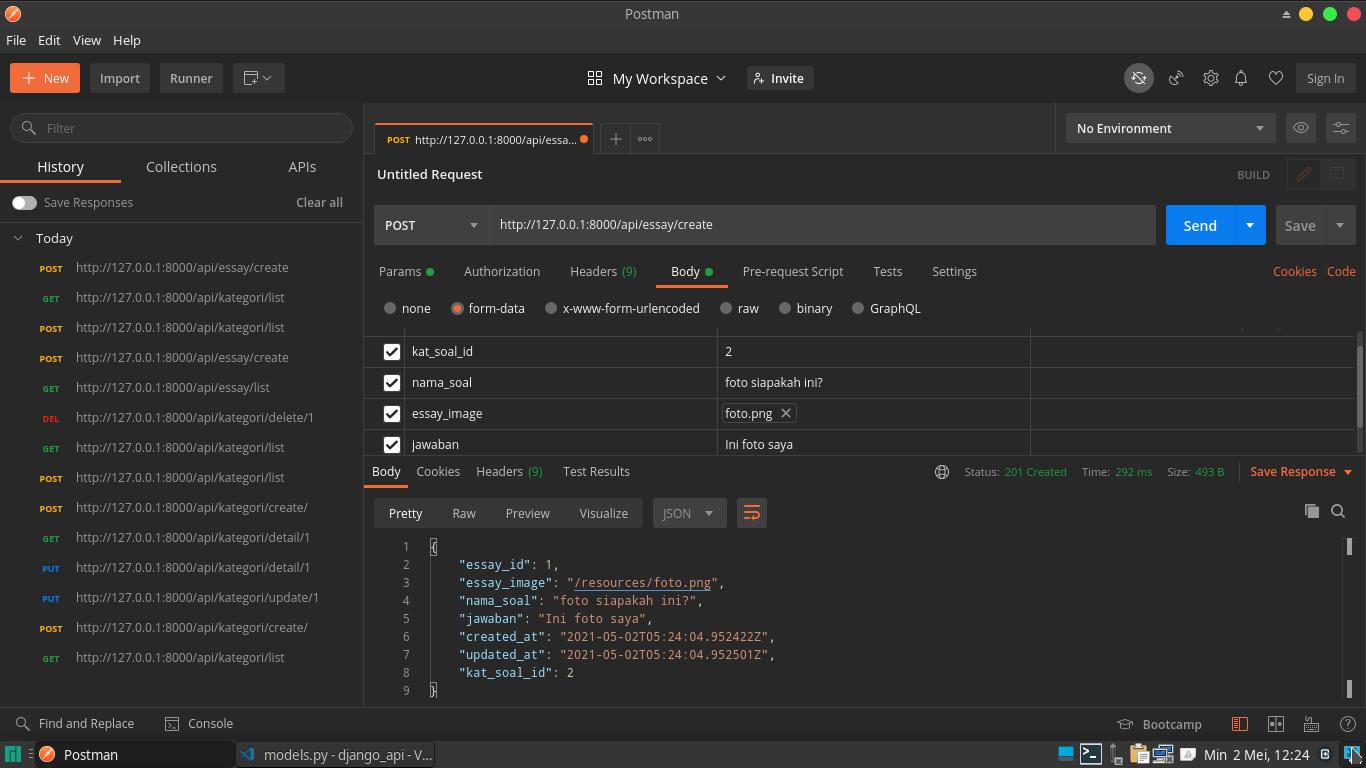 Postman
File Edit View Help
New Import Runner My Workspace Invite Sign In
Filter
History Collections APIs
Save Responses Clear all
Today
POST http://127.0.0.1:8000/api/essay/create
GET http://127.0.0.1:8000/api/kategori/list
POST http://127.0.0.1:8000/api/kategori/list
POST http://127.0.0.1:8000/api/essay/create
GET http://127.0.0.1:8000/api/essay/list
DEL http://127.0.0.1:8000/api/kategori/delete/1
GET http://127.0.0.1:8000/api/kategori/list
POST http://127.0.0.1:8000/api/kategori/list
POST http://127.0.0.1:8000/api/kategori/create/
GET http://127.0.0.1:8000/api/kategori/detail/1
PUT http://127.0.0.1:8000/api/kategori/detail/1
PUT http://127.0.0.1:8000/api/kategori/update/1
POST http://127.0.0.1:8000/api/kategori/create/
GET http://127.0.0.1:8000/api/kategori/list
POST http://127.0.0.1:8000/api/essa...
No Environment
Untitled Request BUILD
POST http://127.0.0.1:8000/api/essay/create Send Save
Params Authorization Headers (9) Body Pre-request Script Tests Settings Cookies Code
none form-data x-www-form-urlencoded raw binary GraphQL
kat_soal_id 2
nama_soal foto siapakah ini?
essay_image foto.png
jawaban Ini foto saya
Body Cookies Headers (9) Test Results Status: 201 Created Time: 292 ms Size: 493 B Save Response
Pretty Raw Preview Visualize JSON
1 {
2 "essay_id": 1,
3 "essay_image": "/resources/foto.png",
4 "nama_soal": "foto siapakah ini?",
5 "jawaban": "Ini foto saya",
6 "created_at": "2021-05-02T05:24:04.952422Z",
7 "updated_at": "2021-05-02T05:24:04.952501Z",
8 "kat_soal_id": 2
9 }
Find and Replace Console Bootcamp
Postman models.py - django_api - V... Min 2 Mei, 12:24